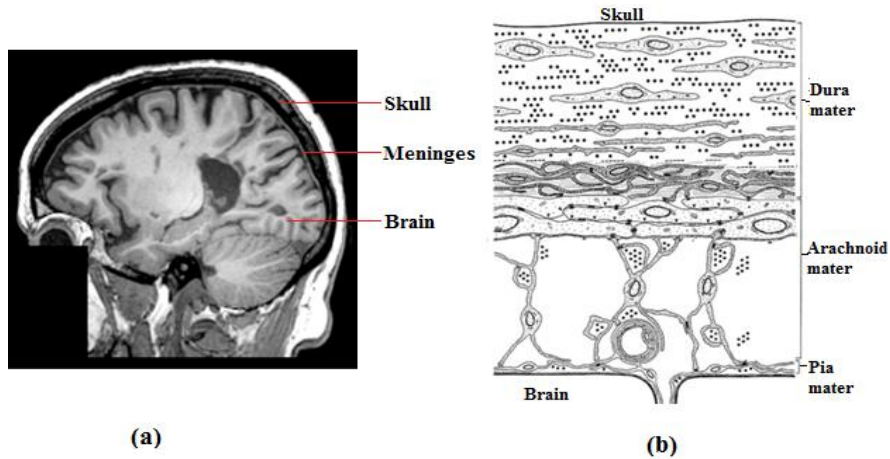 Skull
Meninges
Brain
(a)
Skull
Dura
mater
Arachnoid
mater
Pia
mater
Brain
(b)